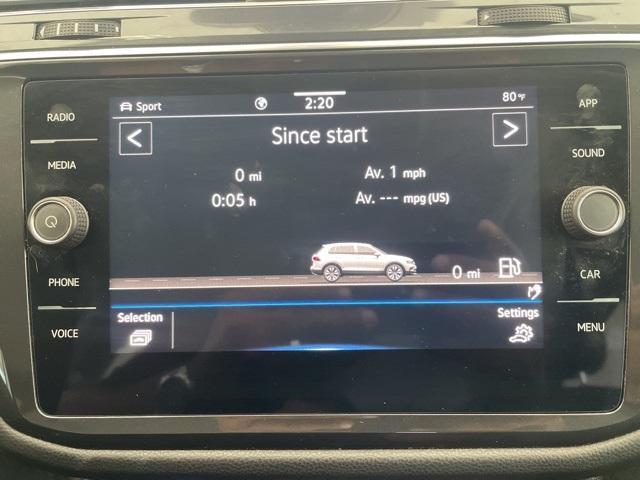 RADIO
MEDIA
PHONE
VOICE
Sport 2:20 80 °F
< Since start >
0 mi Av. 1 mph
0:05 h Av. --- mpg (US)
0 mi
Selection Settings
APP
SOUND
CAR
MENU